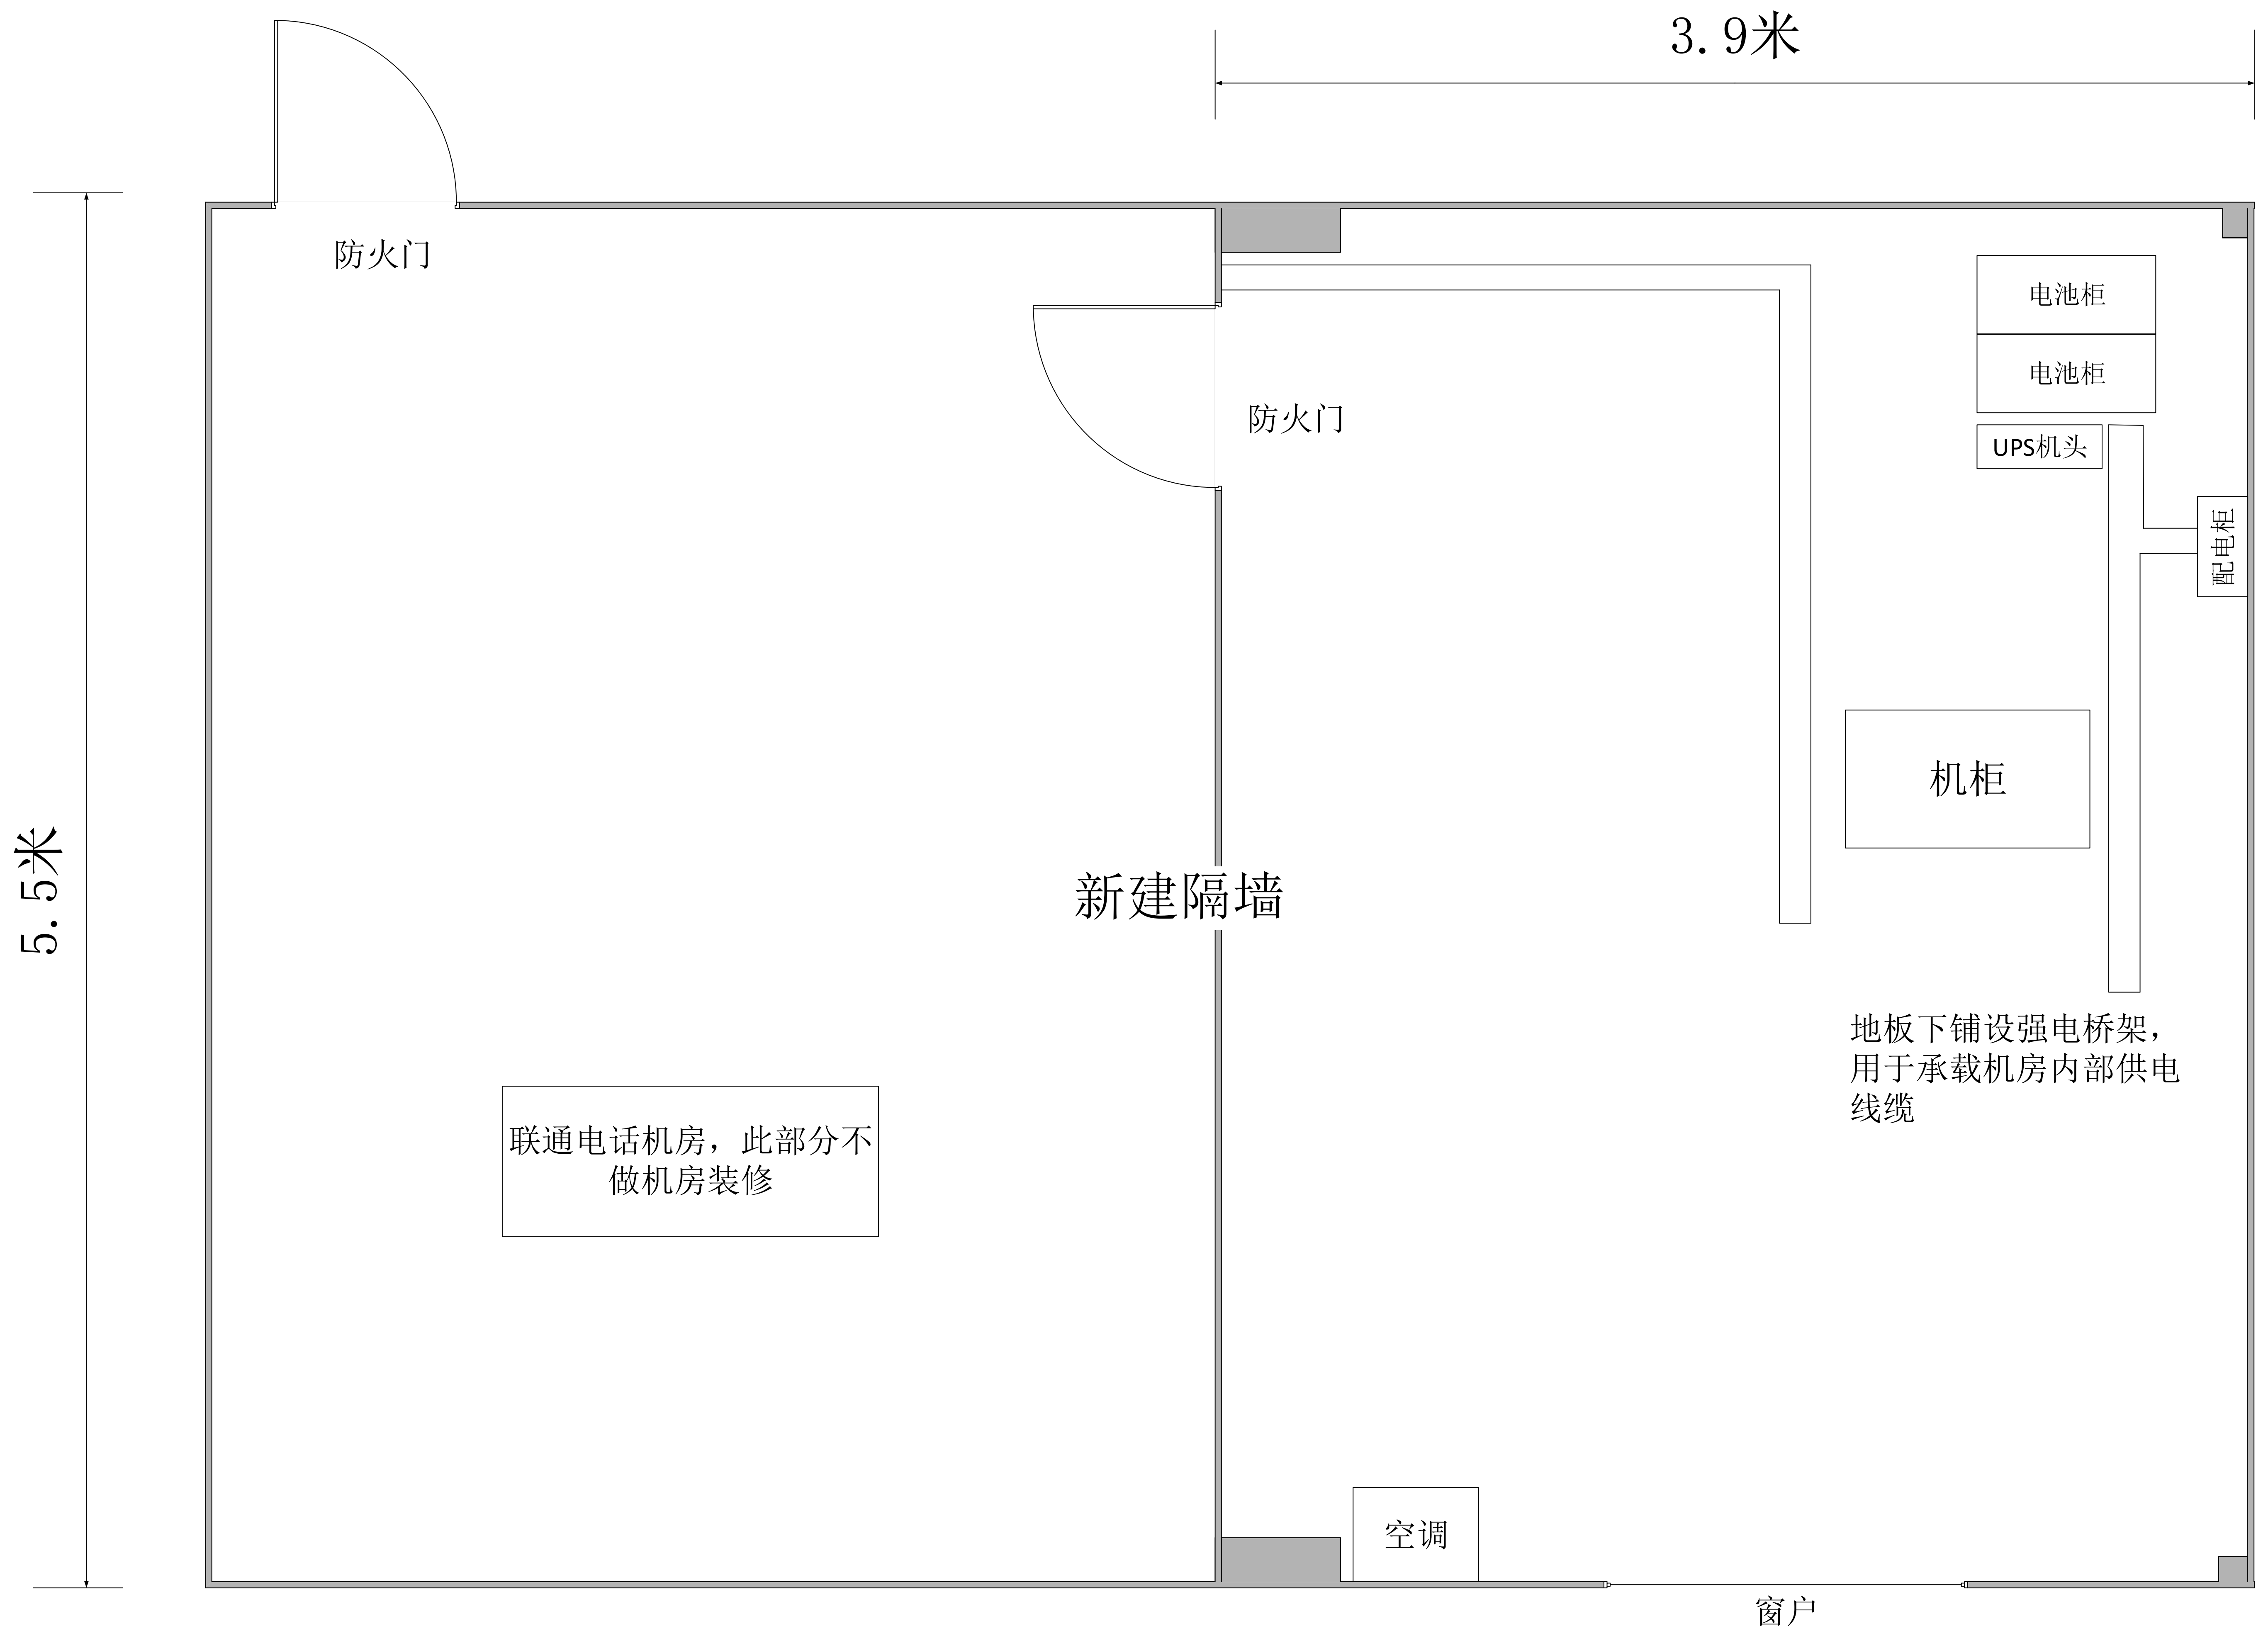 3.9米
防火门
电池柜
电池柜
防火门
UPS机头
配电柜
机柜
5.5米
新建隔墙
地板下铺设强电桥架，
用于承载机房内部供电
线缆
联通电话机房，此部分不
做机房装修
空调
窗户